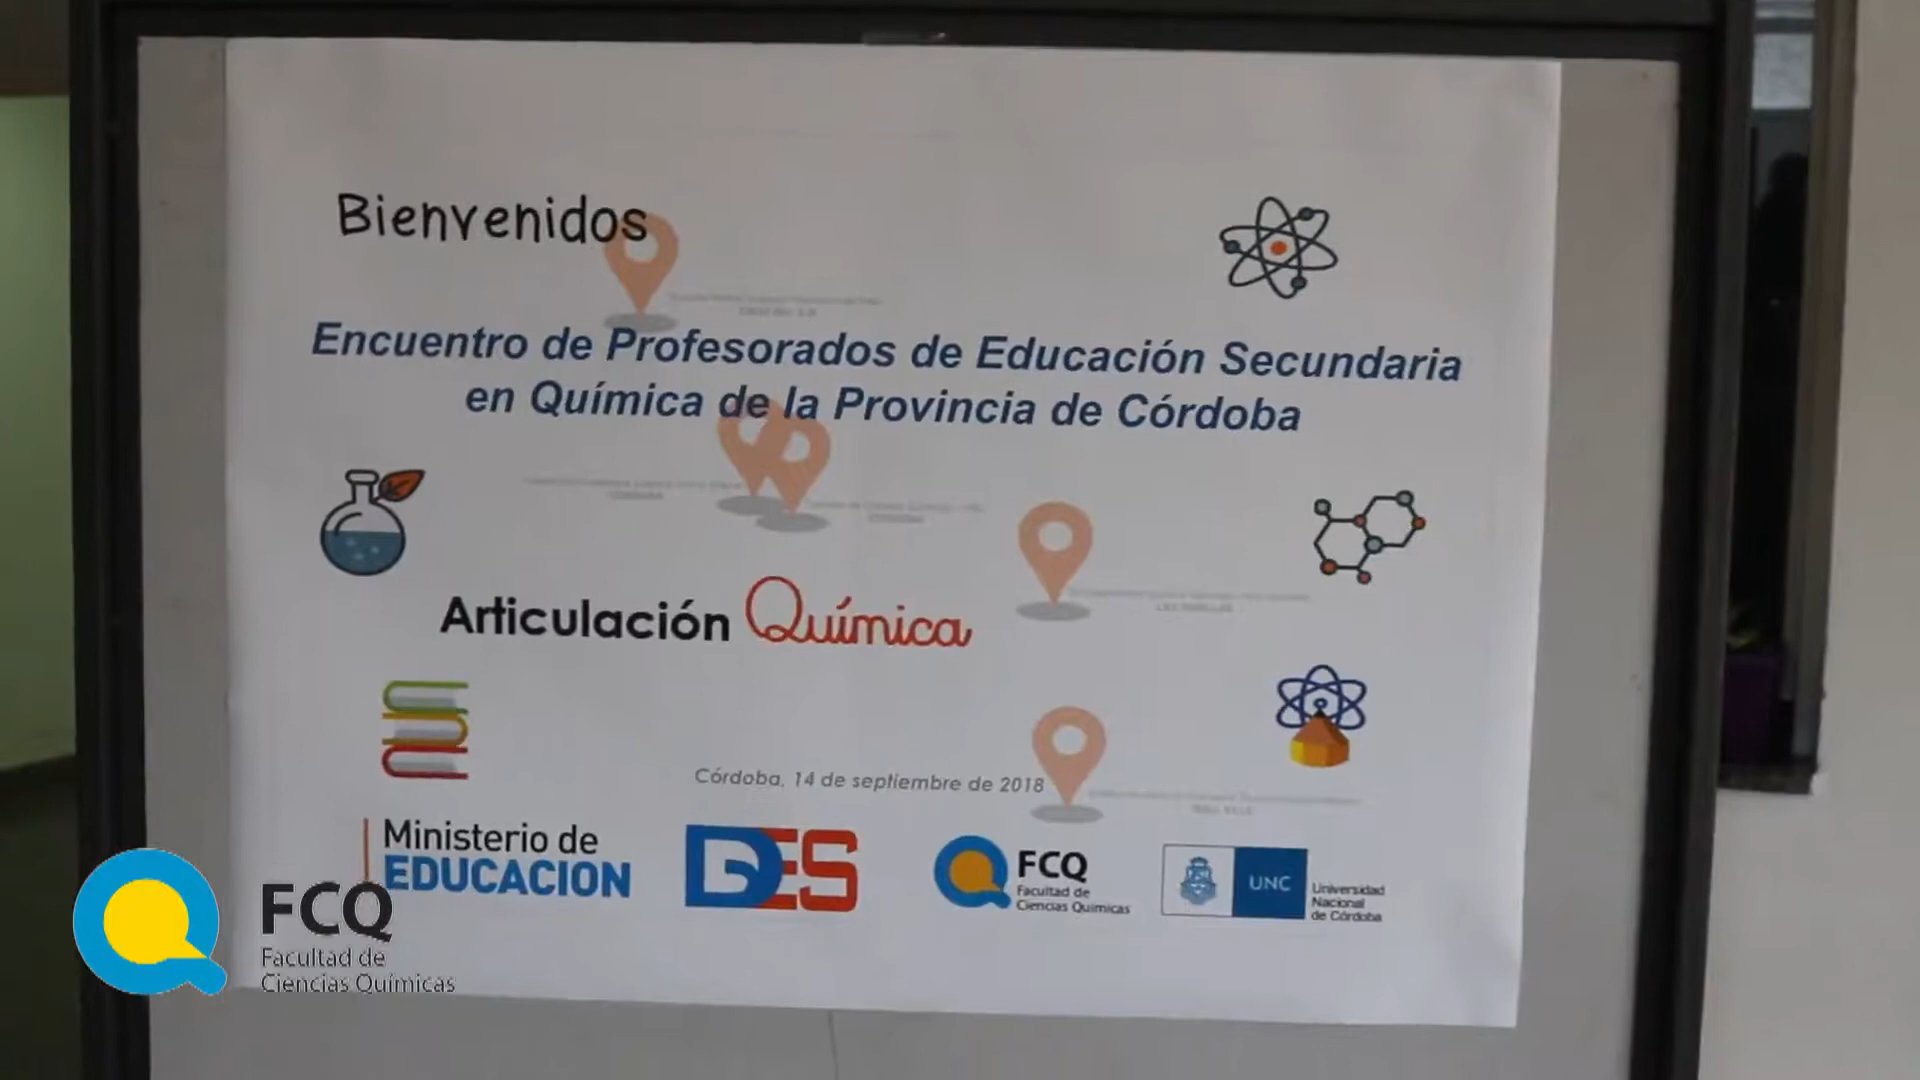 Bienvenidos
Encuentro de Profesorados de Educación Secundaria
en Química de la Provincia de Córdoba
Articulación Química
Córdoba, 14 de septiembre de 2018
Ministerio de
EDUCACION
DES
FCQ
Facultad de
Ciencias Químicas
UNC
Universidad
Nacional
de Córdoba
FCQ
Facultad de
Ciencias Químicas